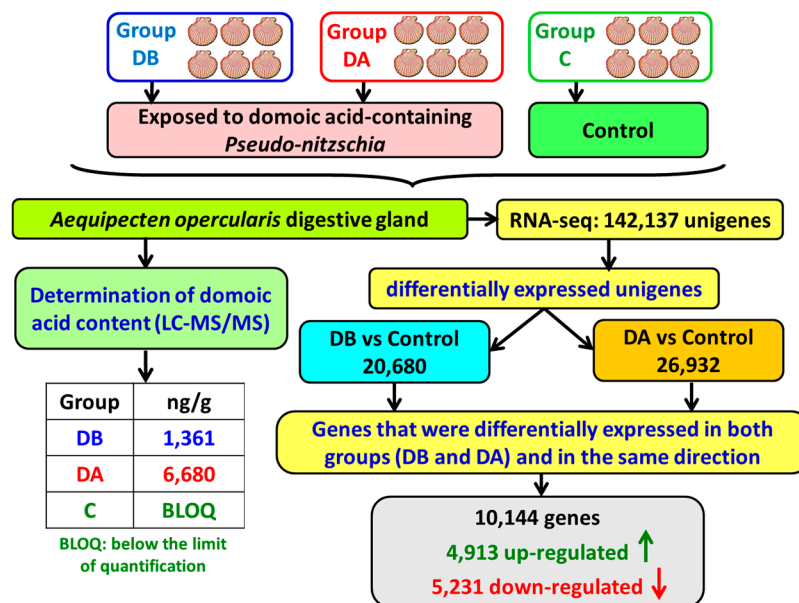 Group
DB
Group
DA
Group
C
Exposed to domoic acid-containing
Pseudo-nitzschia
Control
Aequipecten opercularis digestive gland
RNA-seq: 142,137 unigenes
Determination of domoic
acid content (LC-MS/MS)
differentially expressed unigenes
DB vs Control
20,680
DA vs Control
26,932
Group ng/g
DB 1,361
DA 6,680
C BLOQ
BLOQ: below the limit
of quantification
Genes that were differentially expressed in both
groups (DB and DA) and in the same direction
10,144 genes
4,913 up-regulated
5,231 down-regulated